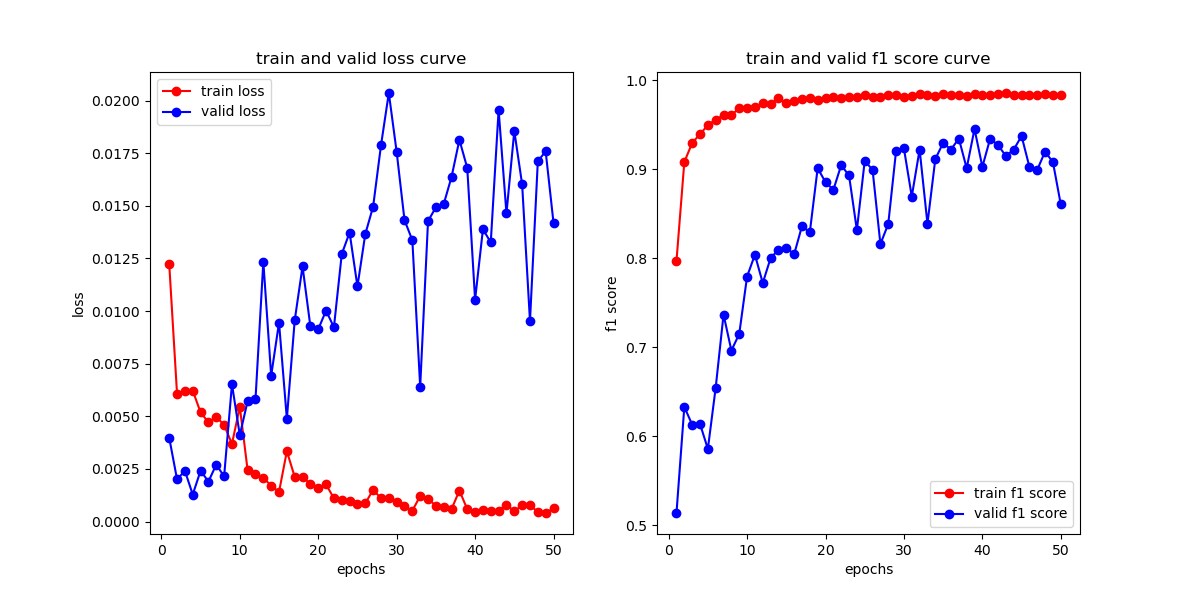 train and valid loss curve
train loss
valid loss
0.0200
0.0175
0.0150
0.0125
0.0100
0.0075
0.0050
0.0025
0.0000
loss
0 10 20 30 40 50
epochs
train and valid f1 score curve
1.0
0.9
0.8
0.7
0.6
0.5
f1 score
train f1 score
valid f1 score
0 10 20 30 40 50
epochs